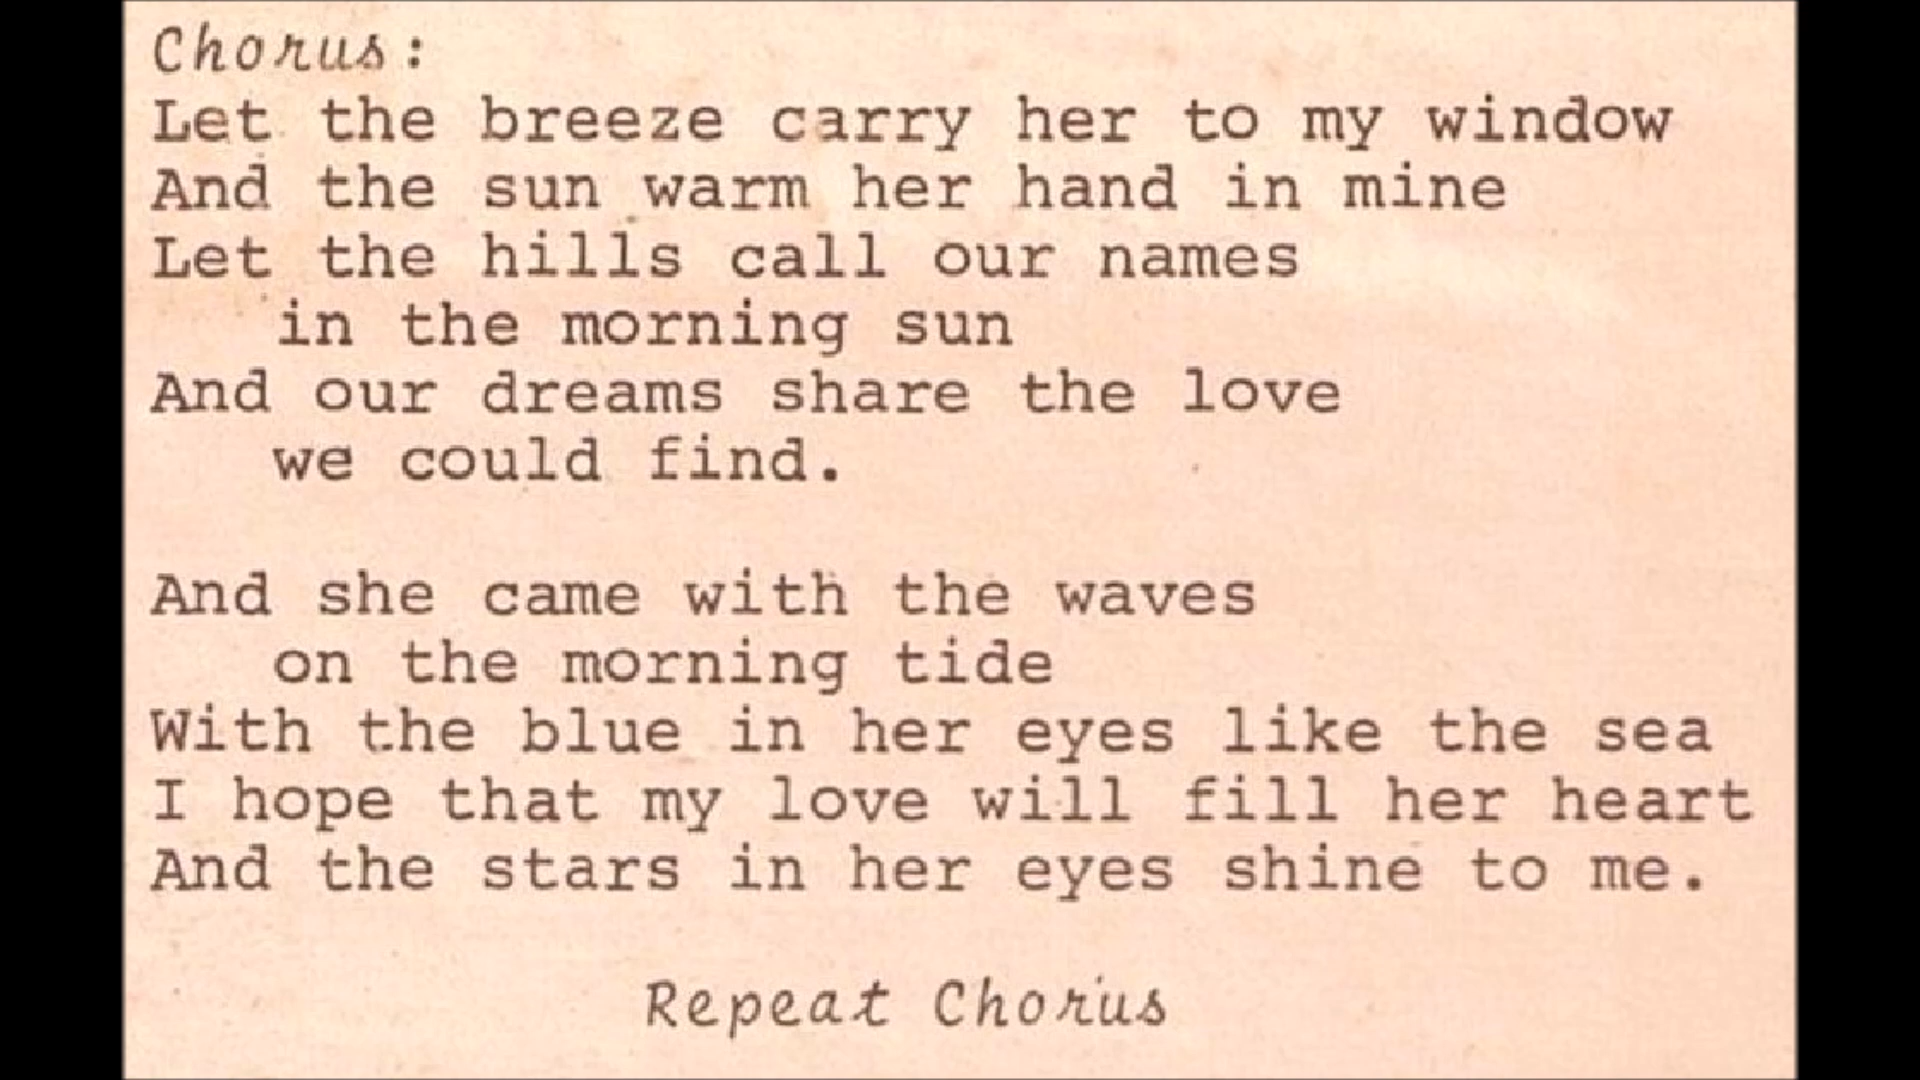 Chorus:
Let the breeze carry her to my window
And the sun warm her hand in mine
Let the hills call our names
in the morning sun
And our dreams share the love
we could find.
And she came with the waves
on the morning tide
With the blue in her eyes like the sea
I hope that my love will fill her heart
And the stars in her eyes shine to me.
Repeat Chorus